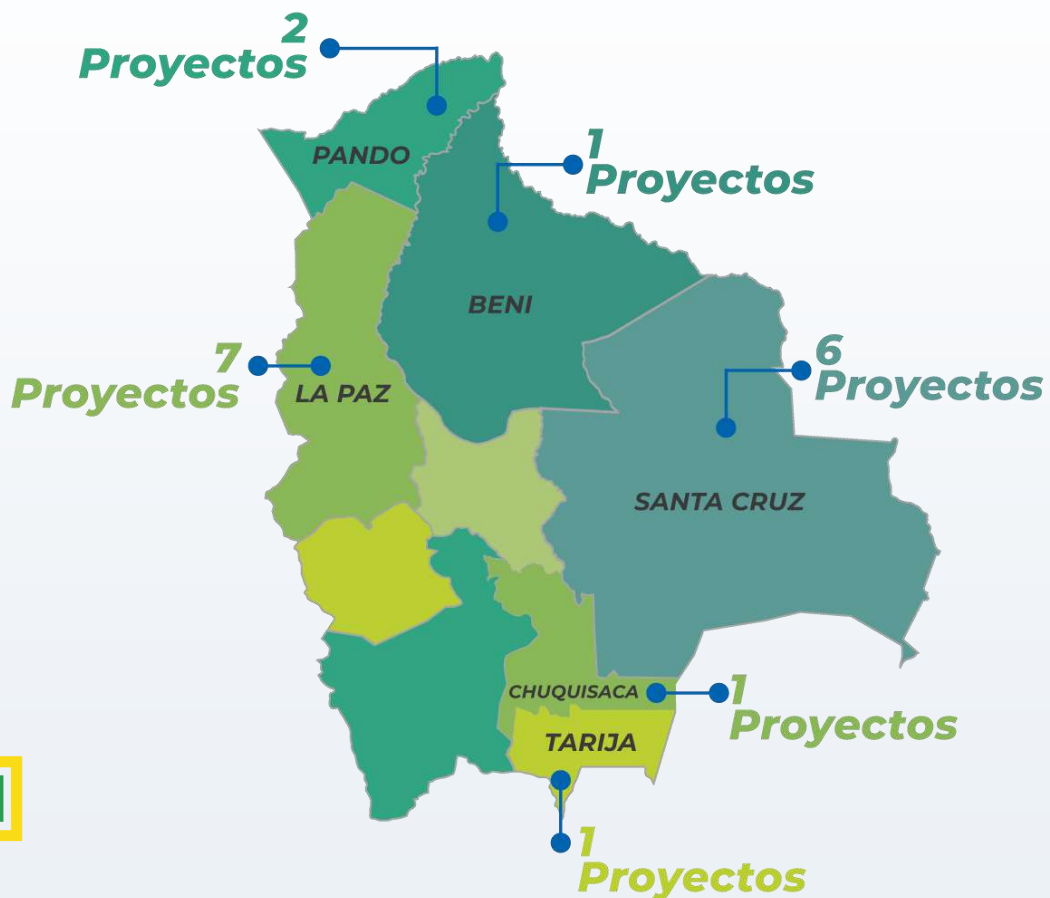 2
Proyectos
PANDO
1
Proyectos
BENI
7
Proyectos
LA PAZ
6
Proyectos
SANTA CRUZ
CHUQUISACA
1
Proyectos
TARIJA
1
Proyectos